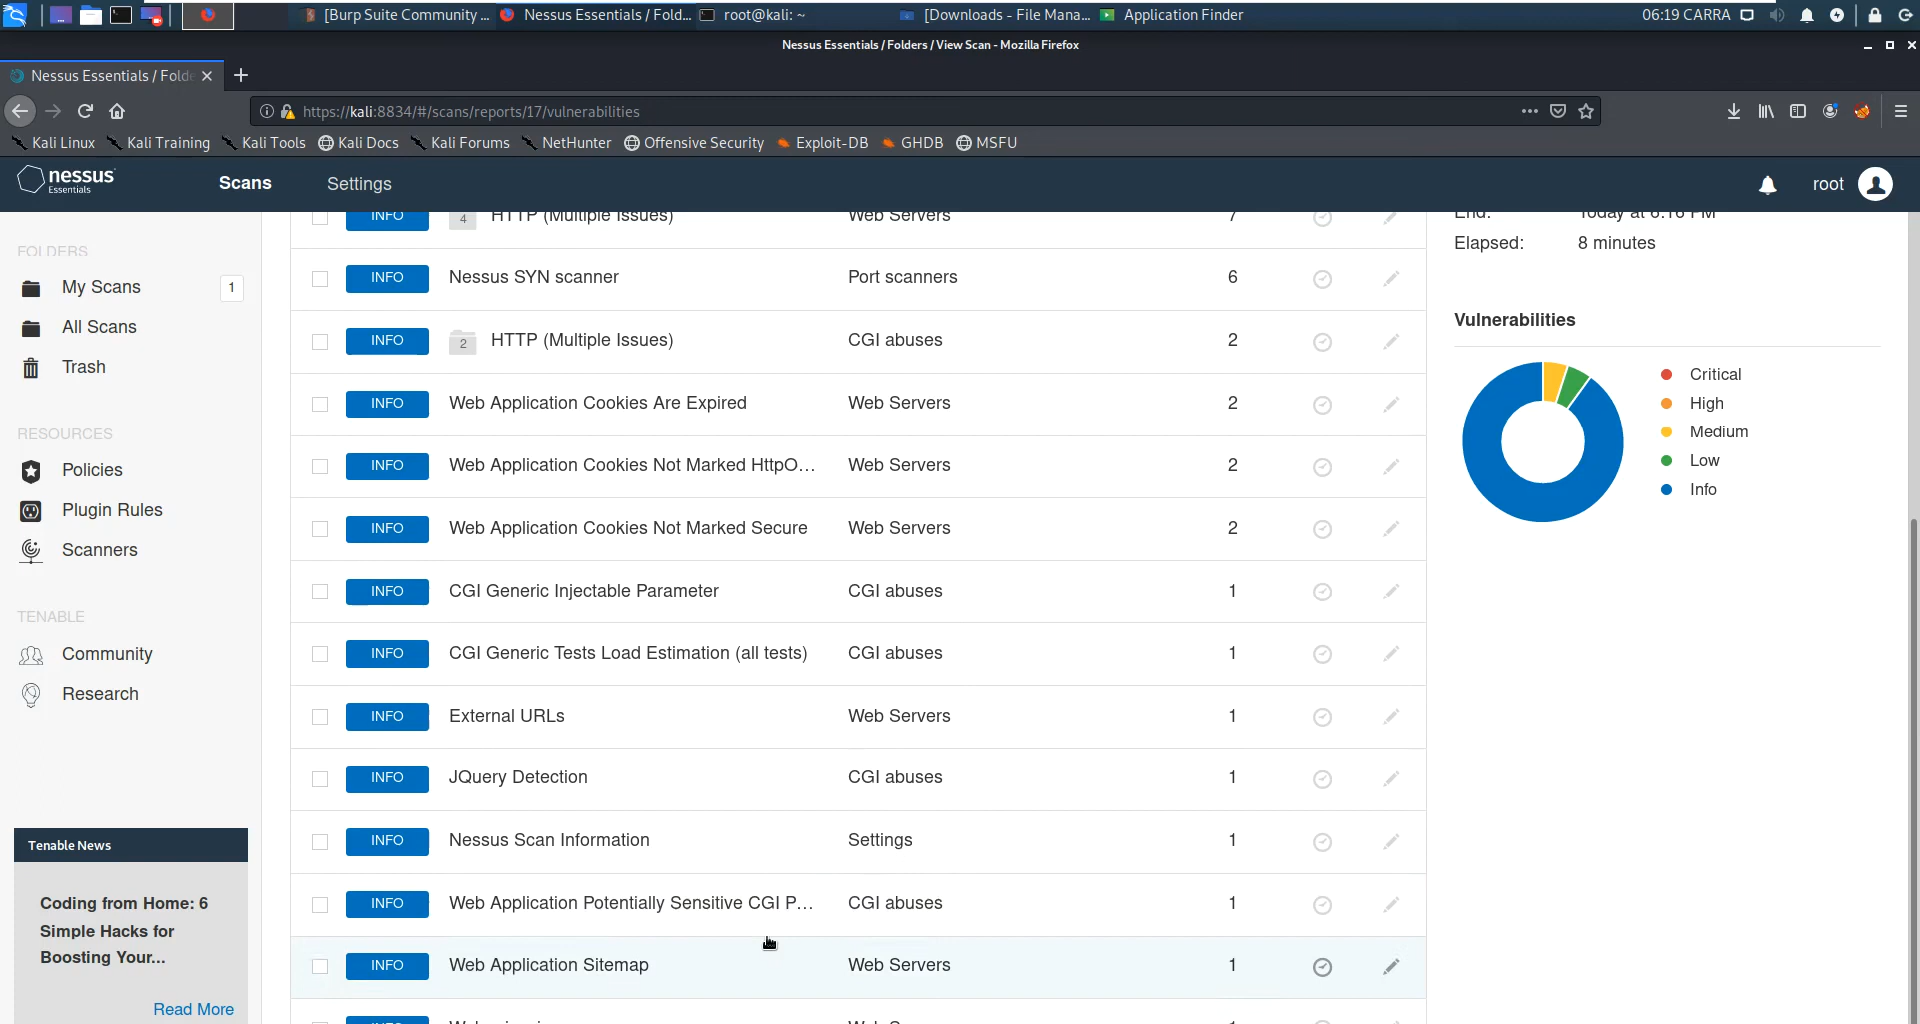 [Burp Suite Community ...
Nessus Essentials / Fold...
root@kali: ~
[Downloads - File Mana...
Application Finder
06:19 CARRA
Nessus Essentials / Folders / View Scan - Mozilla Firefox
Nessus Essentials / Folde
https://kali:8834/#/scans/reports/17/vulnerabilities
Kali Linux
Kali Training
Kali Tools
Kali Docs
Kali Forums
NetHunter
Offensive Security
Exploit-DB
GHDB
MSFU
nessus
Essentials
Scans
Settings
root
FOLDERS
My Scans 1
All Scans
Trash
RESOURCES
Policies
Plugin Rules
Scanners
TENABLE
Community
Research
Tenable News
Coding from Home: 6
Simple Hacks for
Boosting Your...
Read More
INFO 4 HTTP (Multiple Issues) Web Servers 7
INFO Nessus SYN scanner Port scanners 6
INFO 2 HTTP (Multiple Issues) CGI abuses 2
INFO Web Application Cookies Are Expired Web Servers 2
INFO Web Application Cookies Not Marked HttpO... Web Servers 2
INFO Web Application Cookies Not Marked Secure Web Servers 2
INFO CGI Generic Injectable Parameter CGI abuses 1
INFO CGI Generic Tests Load Estimation (all tests) CGI abuses 1
INFO External URLs Web Servers 1
INFO JQuery Detection CGI abuses 1
INFO Nessus Scan Information Settings 1
INFO Web Application Potentially Sensitive CGI P... CGI abuses 1
INFO Web Application Sitemap Web Servers 1
End: Today at 6:16 PM
Elapsed: 8 minutes
Vulnerabilities
Critical
High
Medium
Low
Info